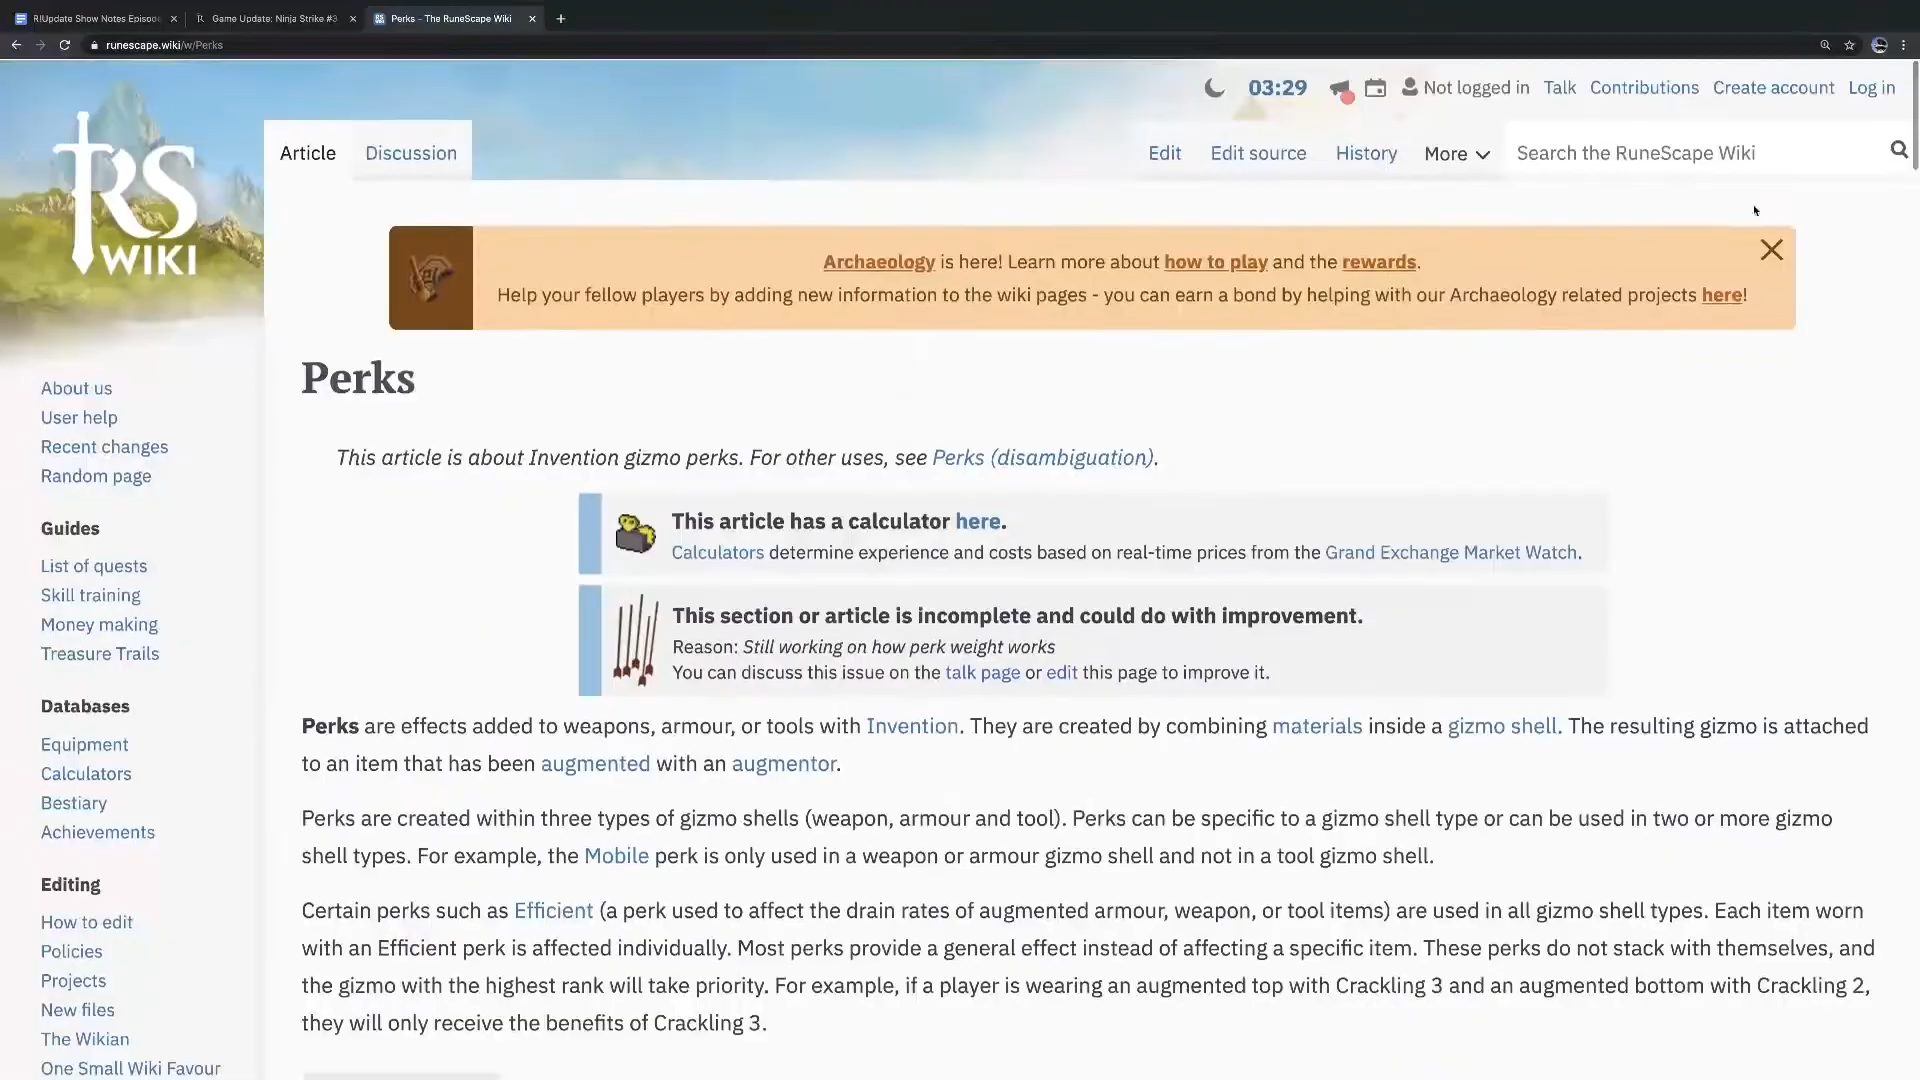 R!Update Show Notes Episode
Game Update: Ninja Strike #3
Perks - The RuneScape Wiki
runescape.wiki/w/Perks
03:29
Not logged in
Talk
Contributions
Create account
Log in
RS
WIKI
Article
Discussion
Edit
Edit source
History
More
Search the RuneScape Wiki
Archaeology is here! Learn more about how to play and the rewards.
Help your fellow players by adding new information to the wiki pages - you can earn a bond by helping with our Archaeology related projects here!
Perks
This article is about Invention gizmo perks. For other uses, see Perks (disambiguation).
This article has a calculator here.
Calculators determine experience and costs based on real-time prices from the Grand Exchange Market Watch.
This section or article is incomplete and could do with improvement.
Reason: Still working on how perk weight works
You can discuss this issue on the talk page or edit this page to improve it.
Perks are effects added to weapons, armour, or tools with Invention. They are created by combining materials inside a gizmo shell. The resulting gizmo is attached
to an item that has been augmented with an augmentor.
Perks are created within three types of gizmo shells (weapon, armour and tool). Perks can be specific to a gizmo shell type or can be used in two or more gizmo
shell types. For example, the Mobile perk is only used in a weapon or armour gizmo shell and not in a tool gizmo shell.
Certain perks such as Efficient (a perk used to affect the drain rates of augmented armour, weapon, or tool items) are used in all gizmo shell types. Each item worn
with an Efficient perk is affected individually. Most perks provide a general effect instead of affecting a specific item. These perks do not stack with themselves, and
the gizmo with the highest rank will take priority. For example, if a player is wearing an augmented top with Crackling 3 and an augmented bottom with Crackling 2,
they will only receive the benefits of Crackling 3.
About us
User help
Recent changes
Random page
Guides
List of quests
Skill training
Money making
Treasure Trails
Databases
Equipment
Calculators
Bestiary
Achievements
Editing
How to edit
Policies
Projects
New files
The Wikian
One Small Wiki Favour